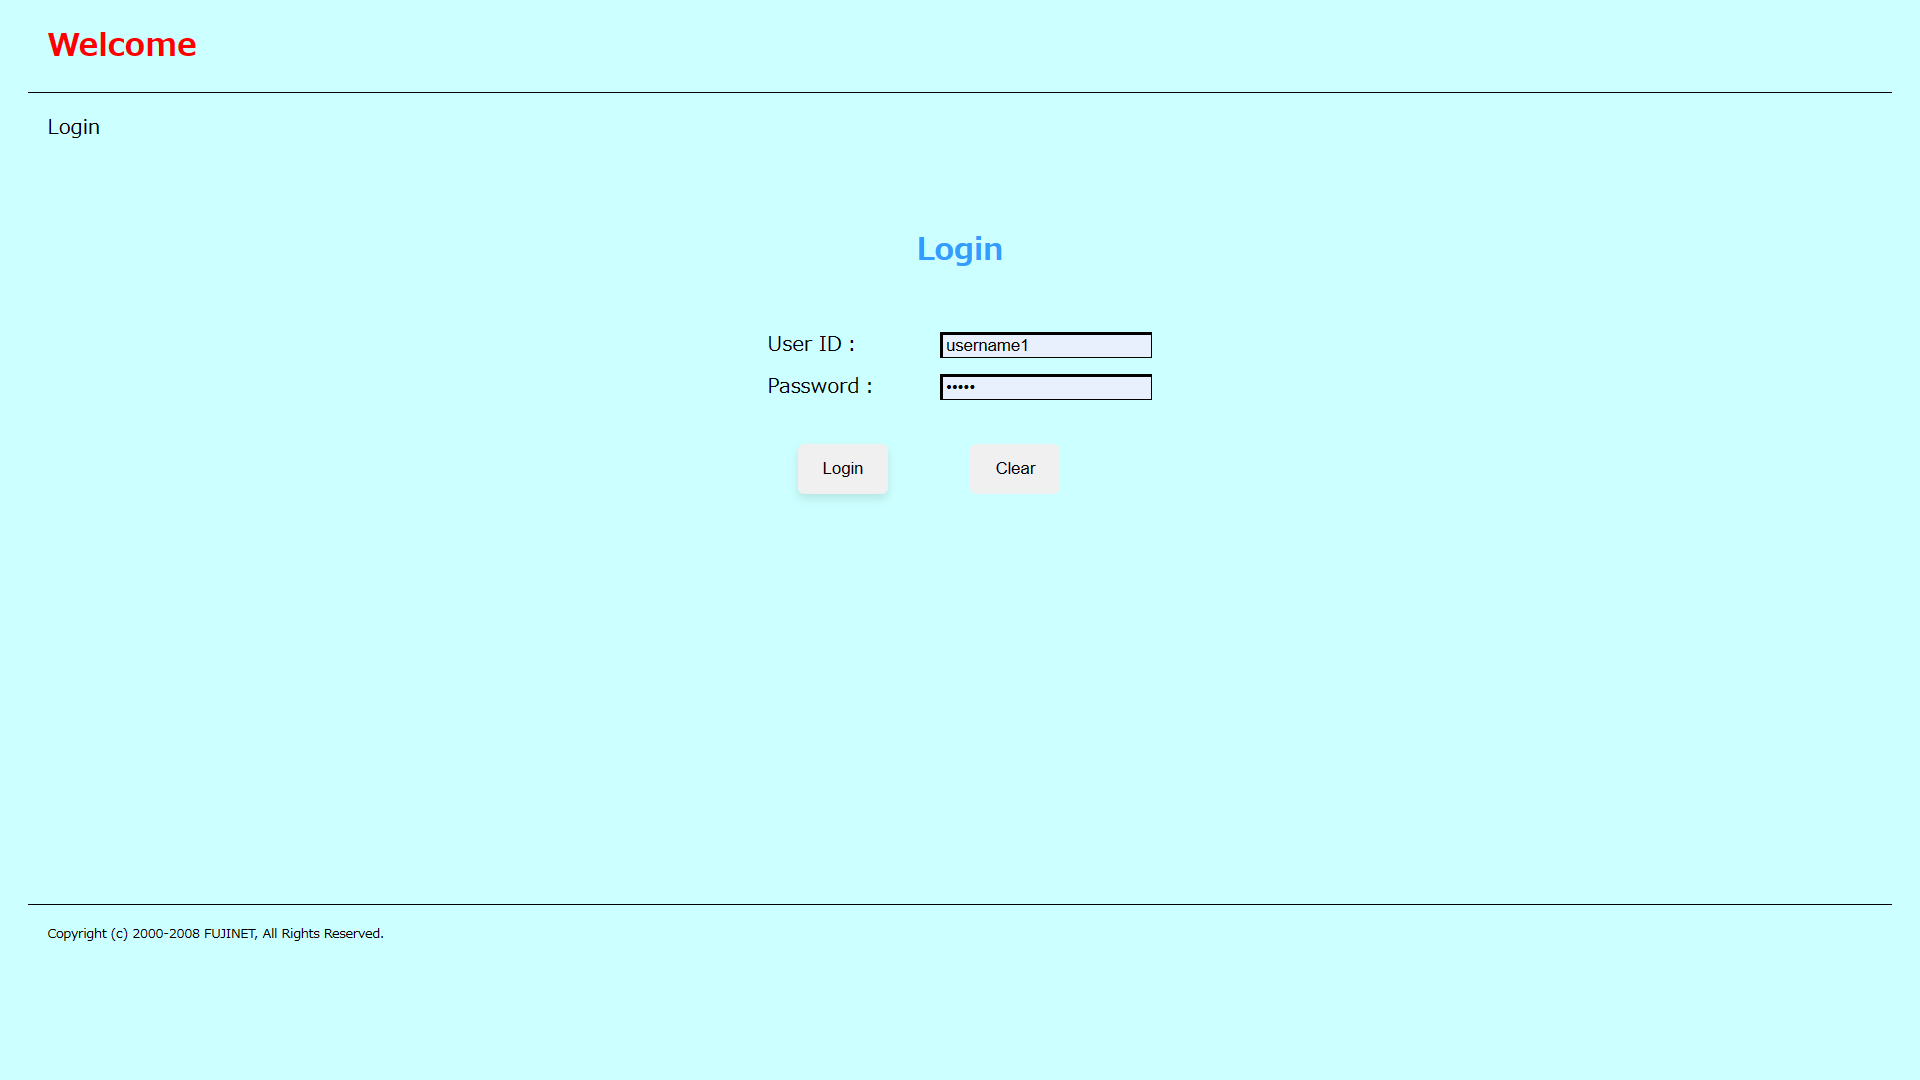 Welcome
Login
Login
User ID : username1
Password : •••••
Login Clear
Copyright (c) 2000-2008 FUJINET, All Rights Reserved.